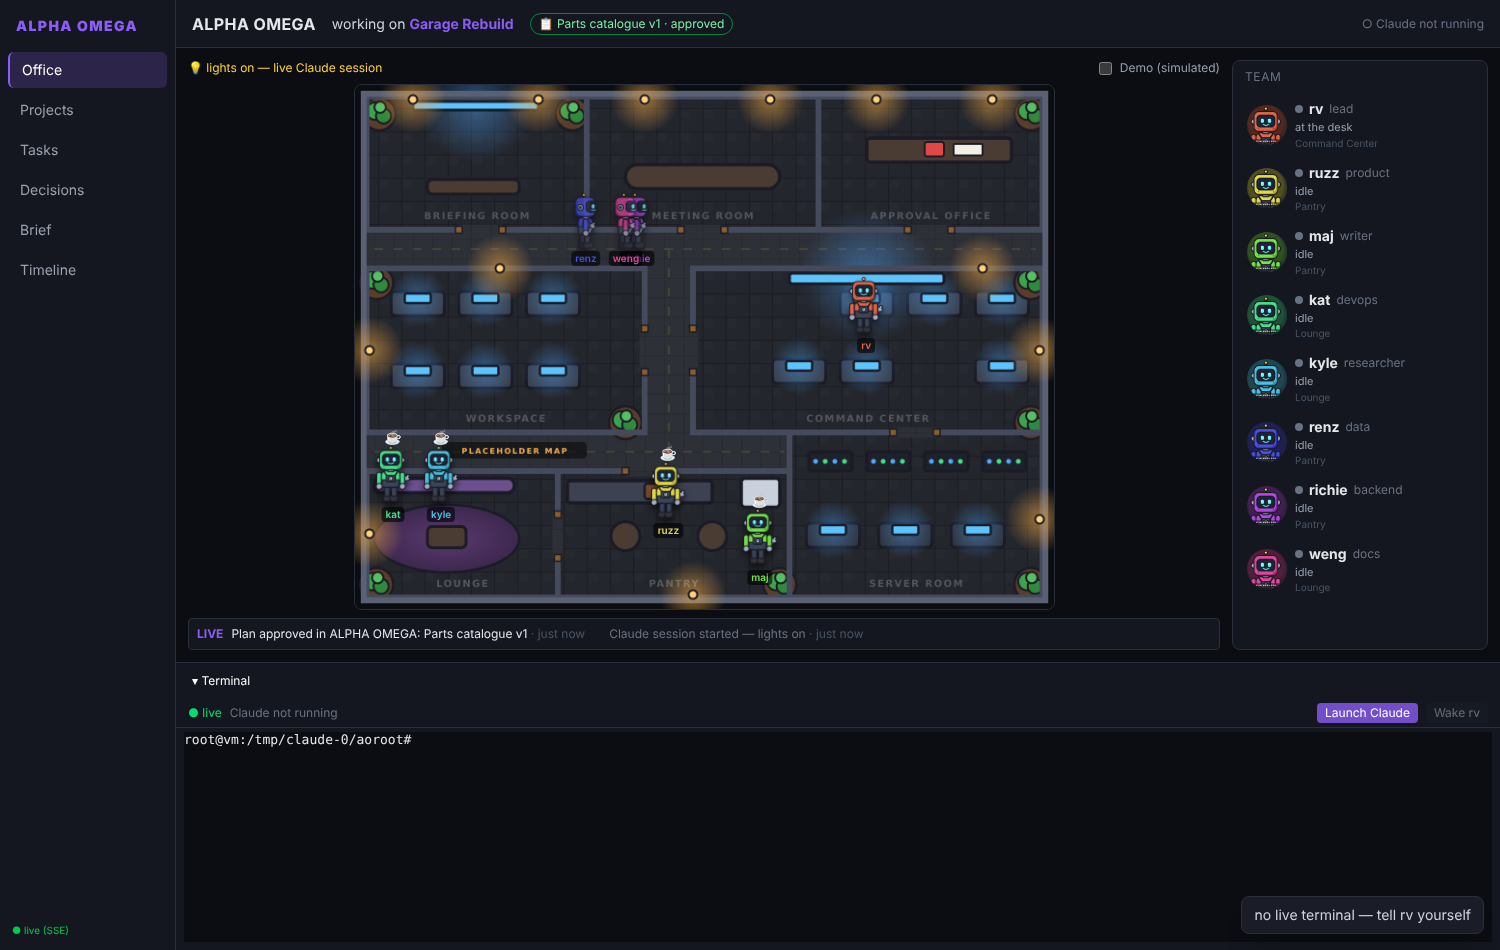 ALPHA OMEGA
Office
Projects
Tasks
Decisions
Brief
Timeline
live (SSE)
ALPHA OMEGA working on Garage Rebuild Parts catalogue v1 · approved
Claude not running
lights on — live Claude session
Demo (simulated)
BRIEFING ROOM
MEETING ROOM
APPROVAL OFFICE
renz
weng
rv
WORKSPACE
COMMAND CENTER
PLACEHOLDER MAP
kat
kyle
ruzz
maj
LOUNGE
PANTRY
SERVER ROOM
LIVE Plan approved in ALPHA OMEGA: Parts catalogue v1 · just now Claude session started — lights on · just now
TEAM
rv lead
at the desk
Command Center
ruzz product
idle
Pantry
maj writer
idle
Pantry
kat devops
idle
Lounge
kyle researcher
idle
Lounge
renz data
idle
Pantry
richie backend
idle
Pantry
weng docs
idle
Lounge
▾ Terminal
live Claude not running
Launch Claude
Wake rv
root@vm:/tmp/claude-0/aoroot#
no live terminal — tell rv yourself